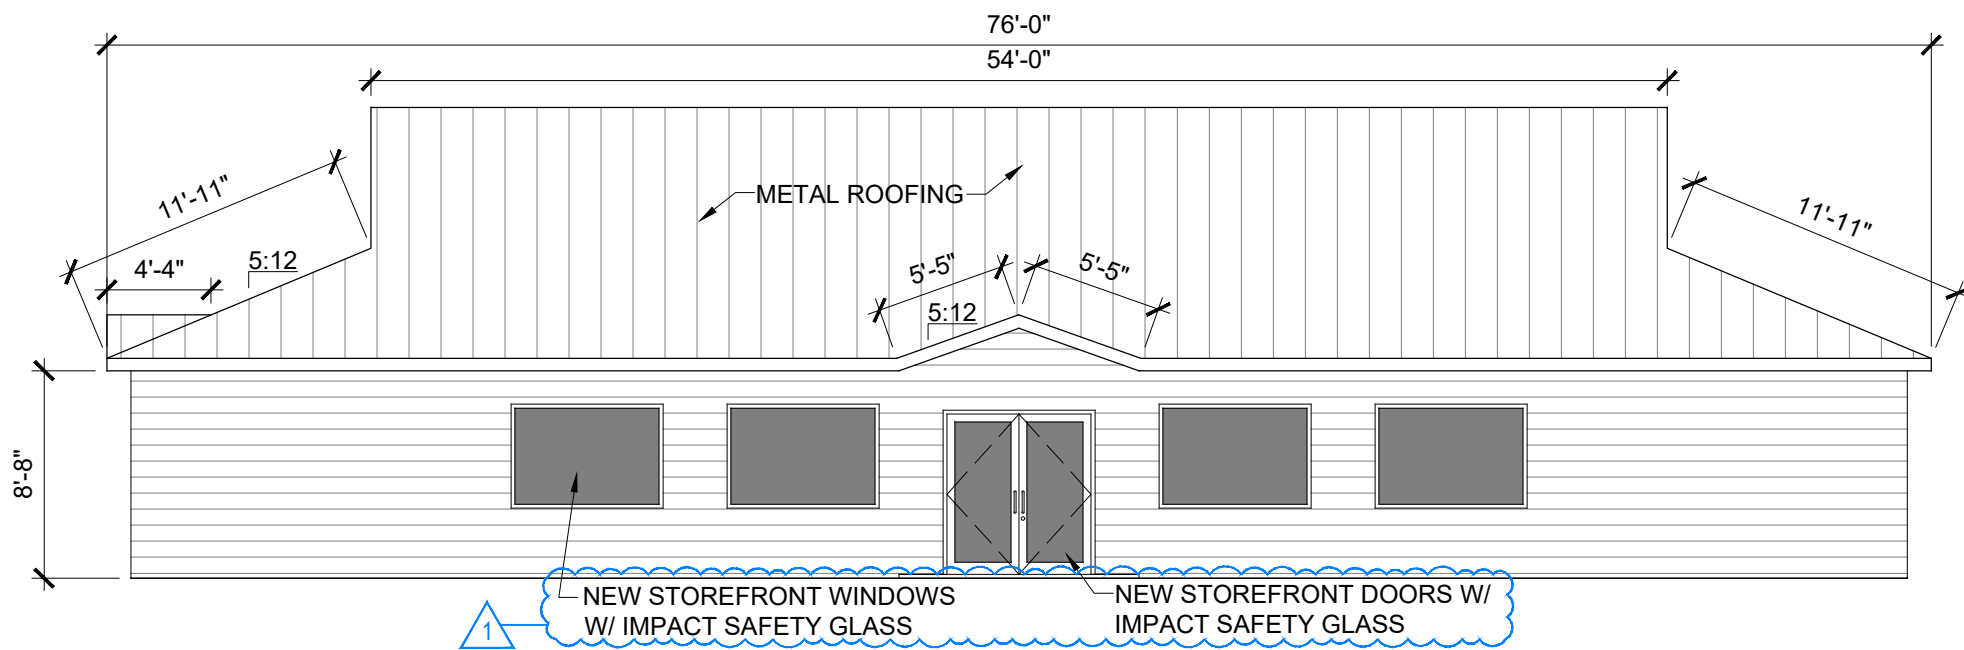 76'-0"
54'-0"
METAL ROOFING
11'-11"
11'-11"
4'-4"
5:12
5'-5"
5'-5"
5:12
8'-8"
NEW STOREFRONT WINDOWS
W/ IMPACT SAFETY GLASS
NEW STOREFRONT DOORS W/
IMPACT SAFETY GLASS
1